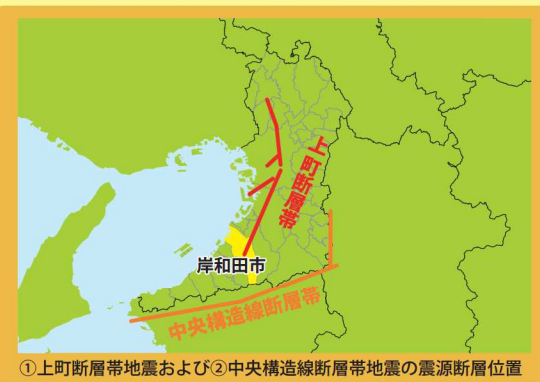 上町断層帯
岸和田市
中央構造線断層帯
①上町断層帯地震および②中央構造線断層帯地震の震源断層位置